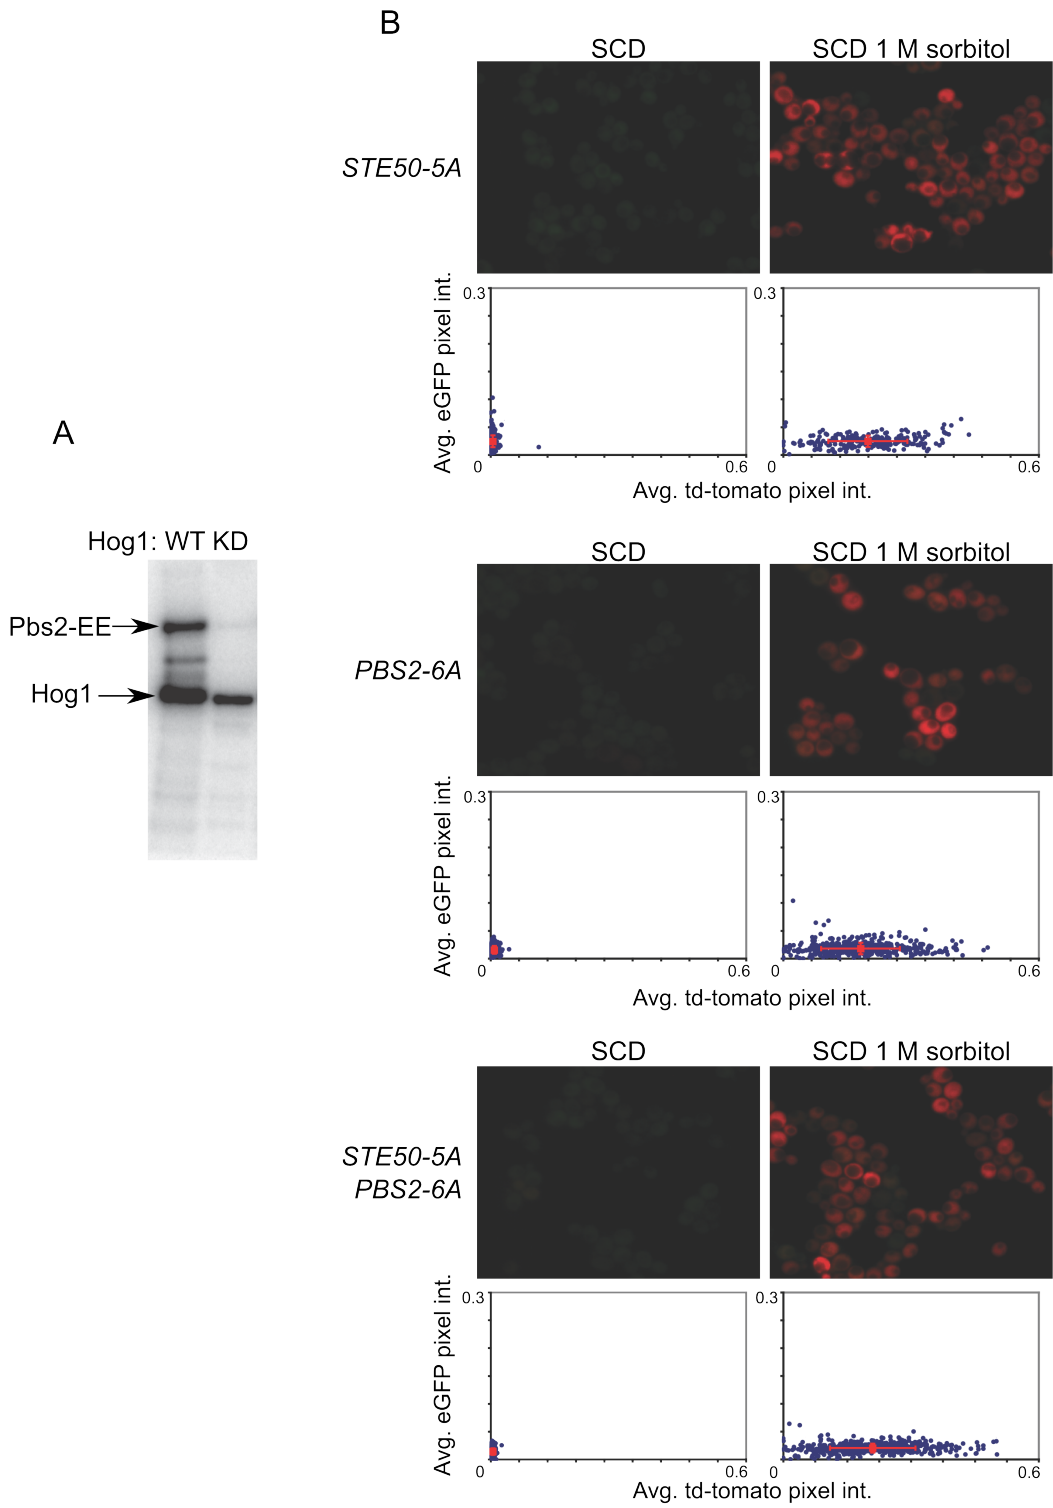 B
SCD
SCD 1 M sorbitol
STE50-5A
0.3
0.3
Avg. eGFP pixel int.
0
0.6
0
0.6
Avg. td-tomato pixel int.
A
Hog1: WT KD
Pbs2-EE
Hog1
SCD
SCD 1 M sorbitol
PBS2-6A
0.3
0.3
Avg. eGFP pixel int.
0
0.6
0
0.6
Avg. td-tomato pixel int.
SCD
SCD 1 M sorbitol
STE50-5A
PBS2-6A
0.3
0.3
Avg. eGFP pixel int.
0
0.6
0
0.6
Avg. td-tomato pixel int.